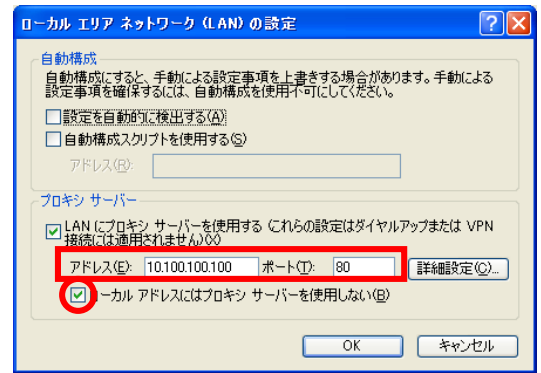 ローカル エリア ネットワーク (LAN) の設定
自動構成
自動構成にすると、手動による設定事項を上書きする場合があります。手動による
設定事項を確保するには、自動構成を使用不可にしてください。
設定を自動的に検出する(A)
自動構成スクリプトを使用する(S)
アドレス(R):
プロキシ サーバー
LAN にプロキシ サーバーを使用する (これらの設定はダイヤルアップまたは VPN
接続には適用されません)(X)
アドレス(E): 10.100.100.100 ポート(T): 80 詳細設定(C)...
ーカル アドレスにはプロキシ サーバーを使用しない(B)
OK キャンセル